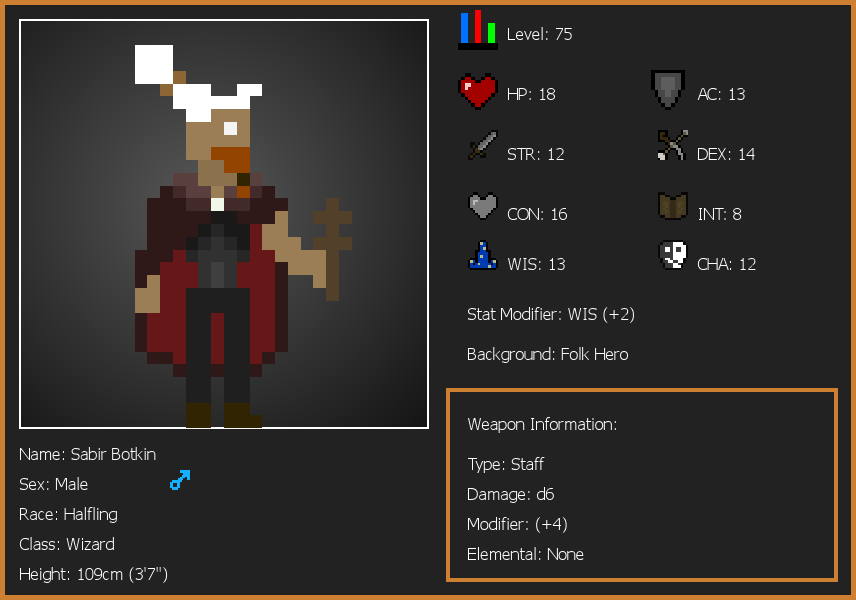 Level: 75
HP: 18
AC: 13
STR: 12
DEX: 14
CON: 16
INT: 8
WIS: 13
CHA: 12
Stat Modifier: WIS (+2)
Background: Folk Hero
Weapon Information:
Type: Staff
Damage: d6
Modifier: (+4)
Elemental: None
Name: Sabir Botkin
Sex: Male
Race: Halfling
Class: Wizard
Height: 109cm (3'7")